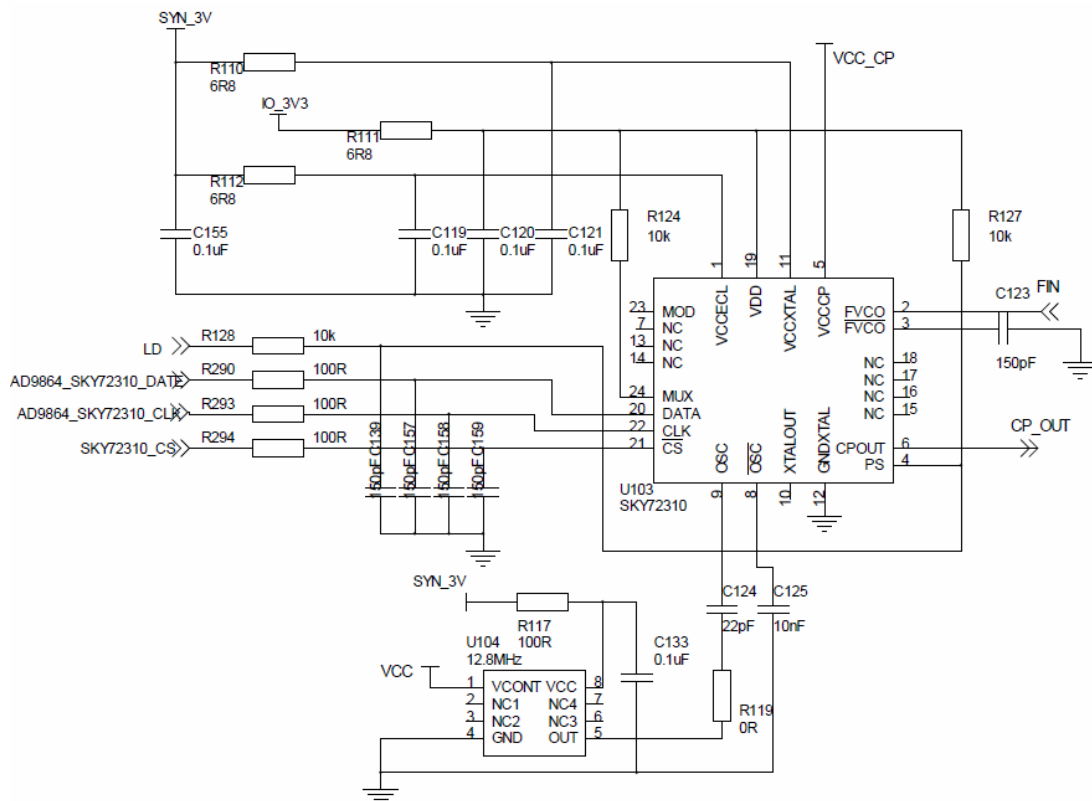 SYN_3V
VCC_CP
R110
6R8
IO_3V3
R111
6R8
R112
6R8
C155
0.1uF
C119
0.1uF
C120
0.1uF
C121
0.1uF
R124
10k
R127
10k
1
19
11
5
VCCECL
VDD
VCCXTAL
VCCCP
23
MOD
7
NC
13
NC
14
NC
24
MUX
20
DATA
22
CLK
21
CS
FVCO
2
FVCO
3
NC
18
NC
17
NC
16
NC
15
CPOUT
6
PS
4
OSC
OSC
XTALOUT
GNDXTAL
9
8
10
12
U103
SKY72310
C123
150pF
FIN
CP_OUT
LD
R128
10k
AD9864_SKY72310_DATE
R290
100R
AD9864_SKY72310_CLK
R293
100R
SKY72310_CS
R294
100R
150pF C139
150pF C157
150pF C158
150pF C159
SYN_3V
R117
100R
U104
12.8MHz
VCC
1
VCONT
VCC
8
2
NC1
NC4
7
3
NC2
NC3
6
4
GND
OUT
5
C133
0.1uF
C124
22pF
C125
10nF
R119
0R